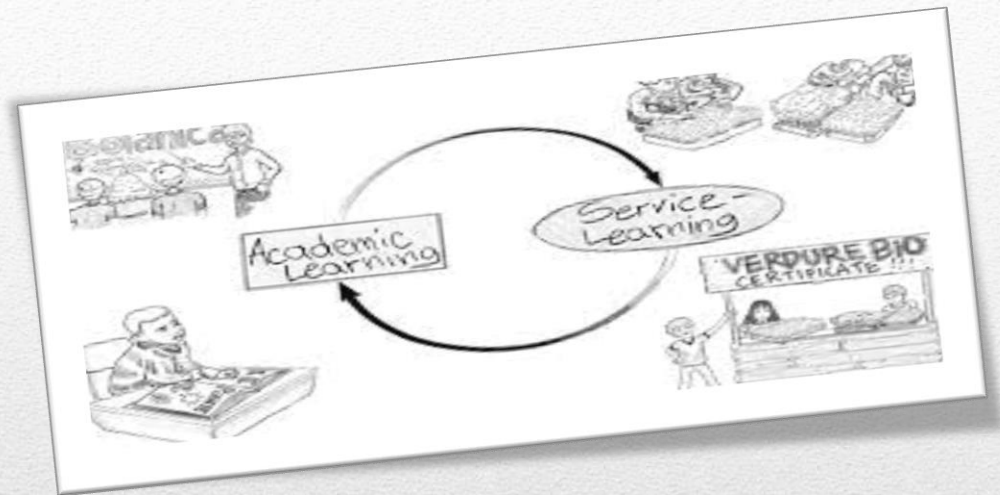 Botanica
Academic
Learning
Service-
Learning
VERDURE BIO
CERTIFICATE !!!